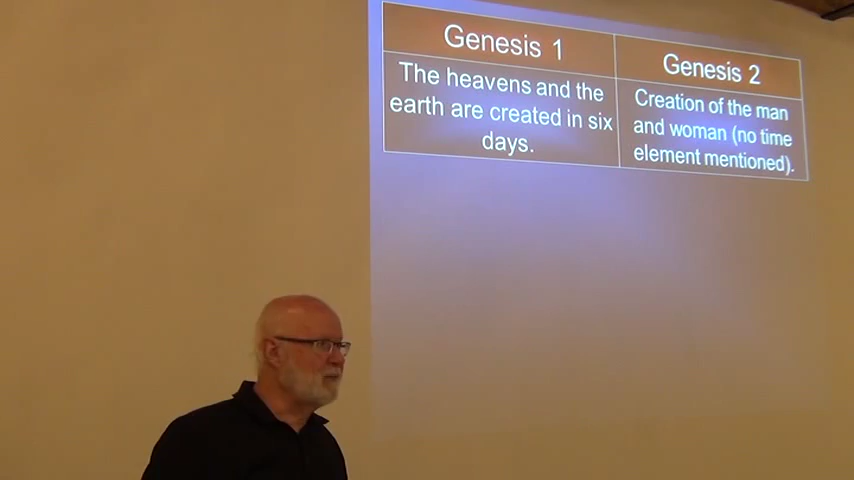 Genesis 1
The heavens and the
earth are created in six
days.
Genesis 2
Creation of the man
and woman (no time
element mentioned).